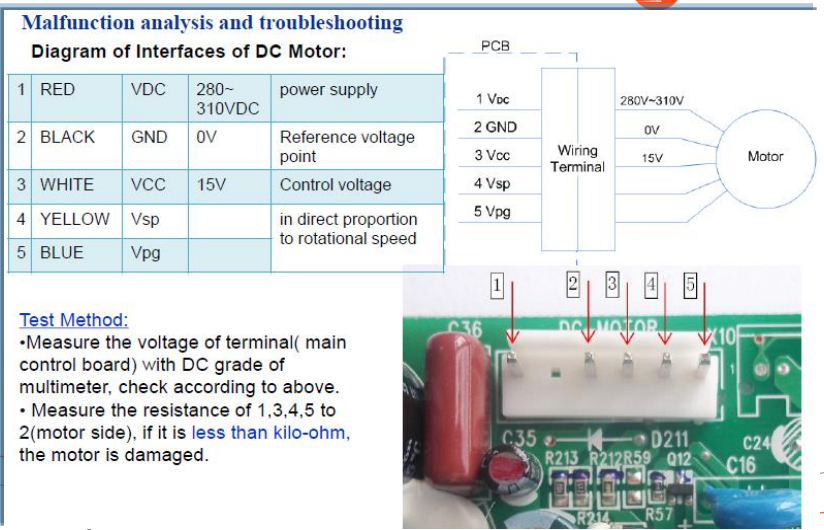 Malfunction analysis and troubleshooting
Diagram of Interfaces of DC Motor:
1 RED VDC 280~
310VDC power supply
2 BLACK GND 0V Reference voltage
point
3 WHITE VCC 15V Control voltage
4 YELLOW Vsp in direct proportion
to rotational speed
5 BLUE Vpg
PCB
1 VDC
2 GND
3 Vcc
4 Vsp
5 Vpg
Wiring
Terminal
280V~310V
0V
15V
Motor
Test Method:
•Measure the voltage of terminal( main
control board) with DC grade of
multimeter, check according to above.
• Measure the resistance of 1,3,4,5 to
2(motor side), if it is less than kilo-ohm,
the motor is damaged.
1 2 3 4 5
C36 DC MOTOR X10
1
C35 D211 C24
R213 R212 R59 Q12 C16
R214 R57